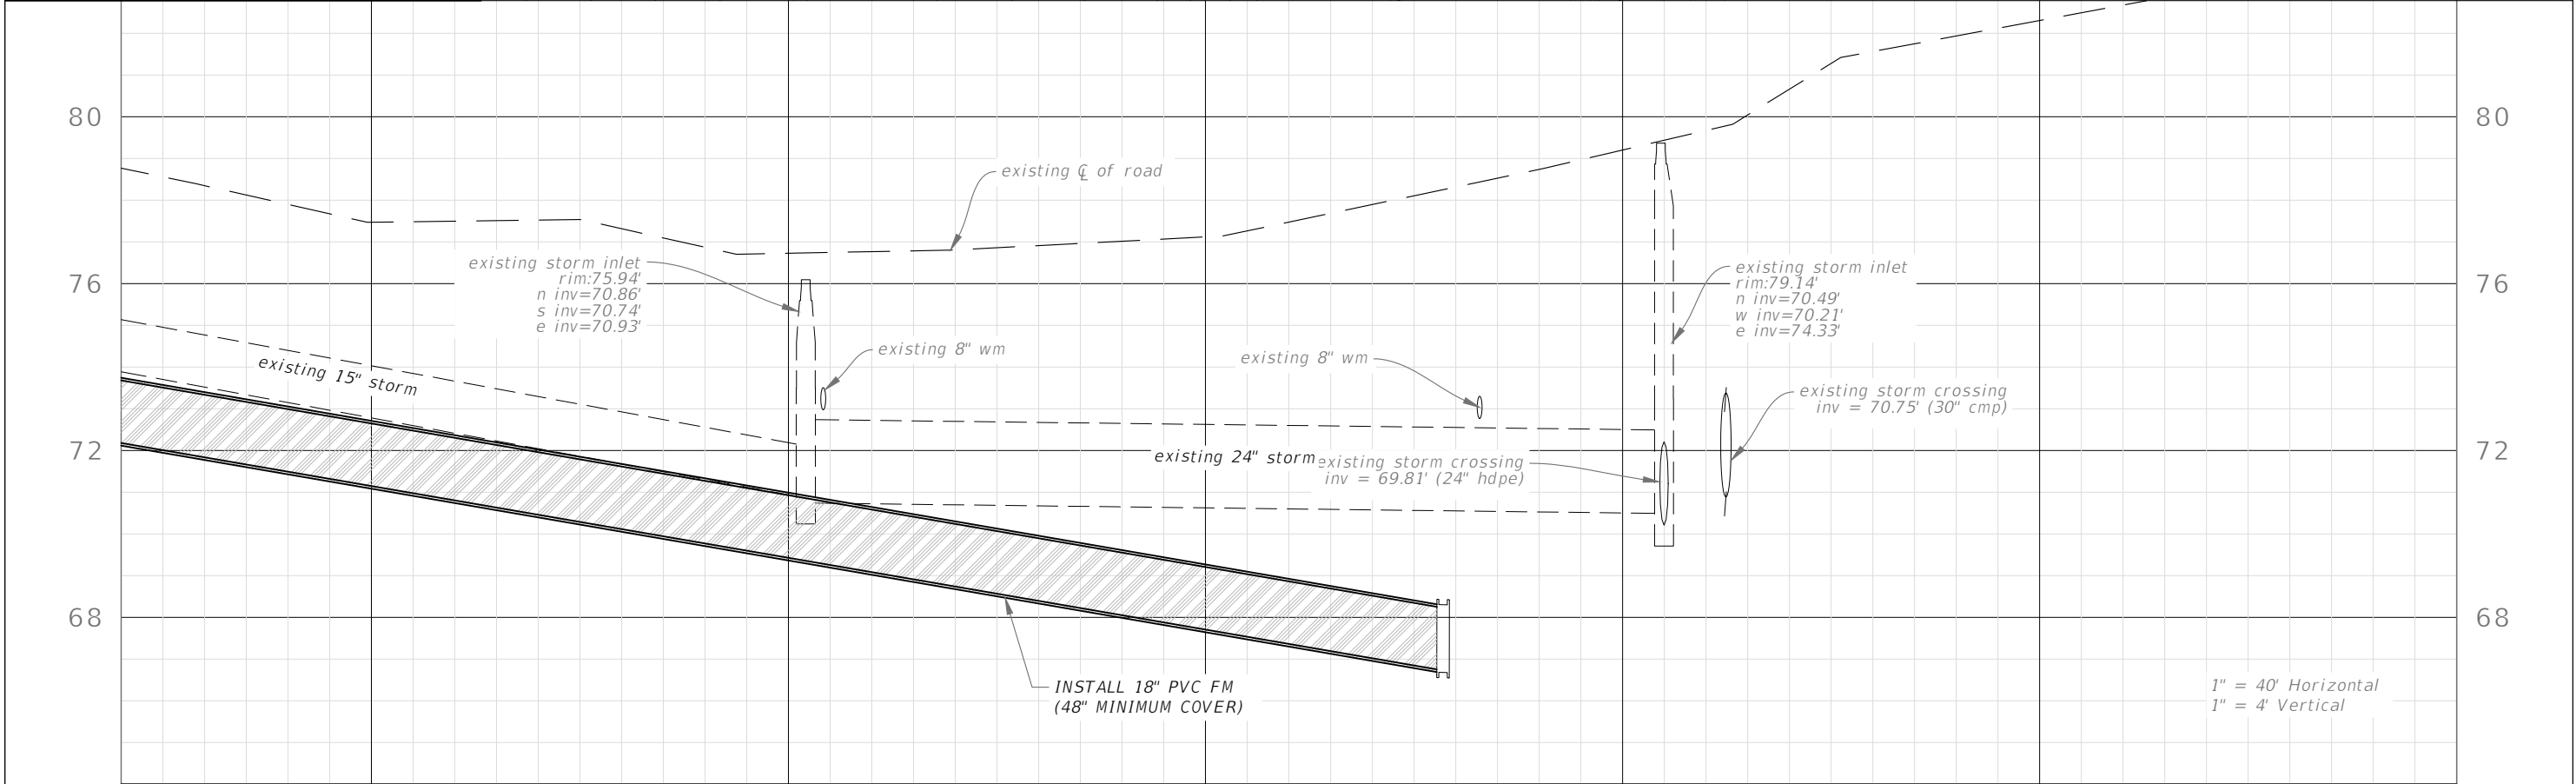 80
80
existing ℄ of road
existing storm inlet
rim:75.94'
n inv=70.86'
s inv=70.74'
e inv=70.93'
existing storm inlet
rim:79.14'
n inv=70.49'
w inv=70.21'
e inv=74.33'
76
76
existing 8" wm
existing 8" wm
existing 15" storm
existing storm crossing
inv = 70.75' (30" cmp)
72
72
existing 24" storm
existing storm crossing
inv = 69.81' (24" hdpe)
68
68
INSTALL 18" PVC FM
(48" MINIMUM COVER)
1" = 40' Horizontal
1" = 4' Vertical